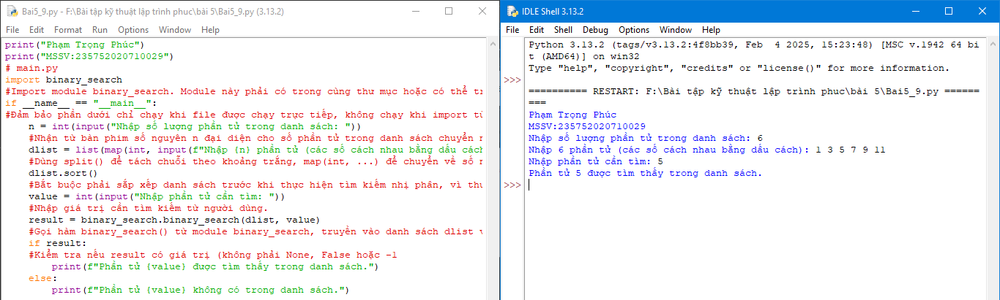 Bai5_9.py - F:\Bài tập kỹ thuật lập trình phuc\bài 5\Bai5_9.py (3.13.2)
File Edit Format Run Options Window Help
print("Phạm Trọng Phúc")
print("MSSV:235752020710029")
# main.py
import binary_search
#Import module binary_search. Module này phải có trong cùng thư mục hoặc có thể
if __name__ == "__main__":
#Đảm bảo phần dưới chỉ chạy khi file được chạy trực tiếp, không chạy khi import
n = int(input("Nhập số lượng phần tử trong danh sách: "))
#Nhận từ bàn phím số nguyên n đại diện cho số phần tử trong danh sách chuyển
dlist = list(map(int, input(f"Nhập {n} phần tử (các số cách nhau bằng dấu cách
#Dùng split() để tách chuỗi theo khoảng trắng, map(int, ...) để chuyển về số
dlist.sort()
#Bắt buộc phải sắp xếp danh sách trước khi thực hiện tìm kiếm nhị phân, vì
value = int(input("Nhập phần tử cần tìm: "))
#Nhập giá trị cần tìm kiếm từ người dùng.
result = binary_search.binary_search(dlist, value)
#Gọi hàm binary_search() từ module binary_search, truyền vào danh sách dlist
if result:
#Kiểm tra nếu result có giá trị (không phải None, False hoặc -1
print(f"Phần tử {value} được tìm thấy trong danh sách.")
else:
print(f"Phần tử {value} không có trong danh sách.")
IDLE Shell 3.13.2
File Edit Shell Debug Options Window Help
Python 3.13.2 (tags/v3.13.2:4f8bb39, Feb  4 2025, 15:23:48) [MSC v.1942 64 bi
t (AMD64)] on win32
Type "help", "copyright", "credits" or "license()" for more information.
>>>
========== RESTART: F:\Bài tập kỹ thuật lập trình phuc\bài 5\Bai5_9.py ======
===
Phạm Trọng Phúc
MSSV:235752020710029
Nhập số lượng phần tử trong danh sách: 6
Nhập 6 phần tử (các số cách nhau bằng dấu cách): 1 3 5 7 9 11
Nhập phần tử cần tìm: 5
Phần tử 5 được tìm thấy trong danh sách.
>>>